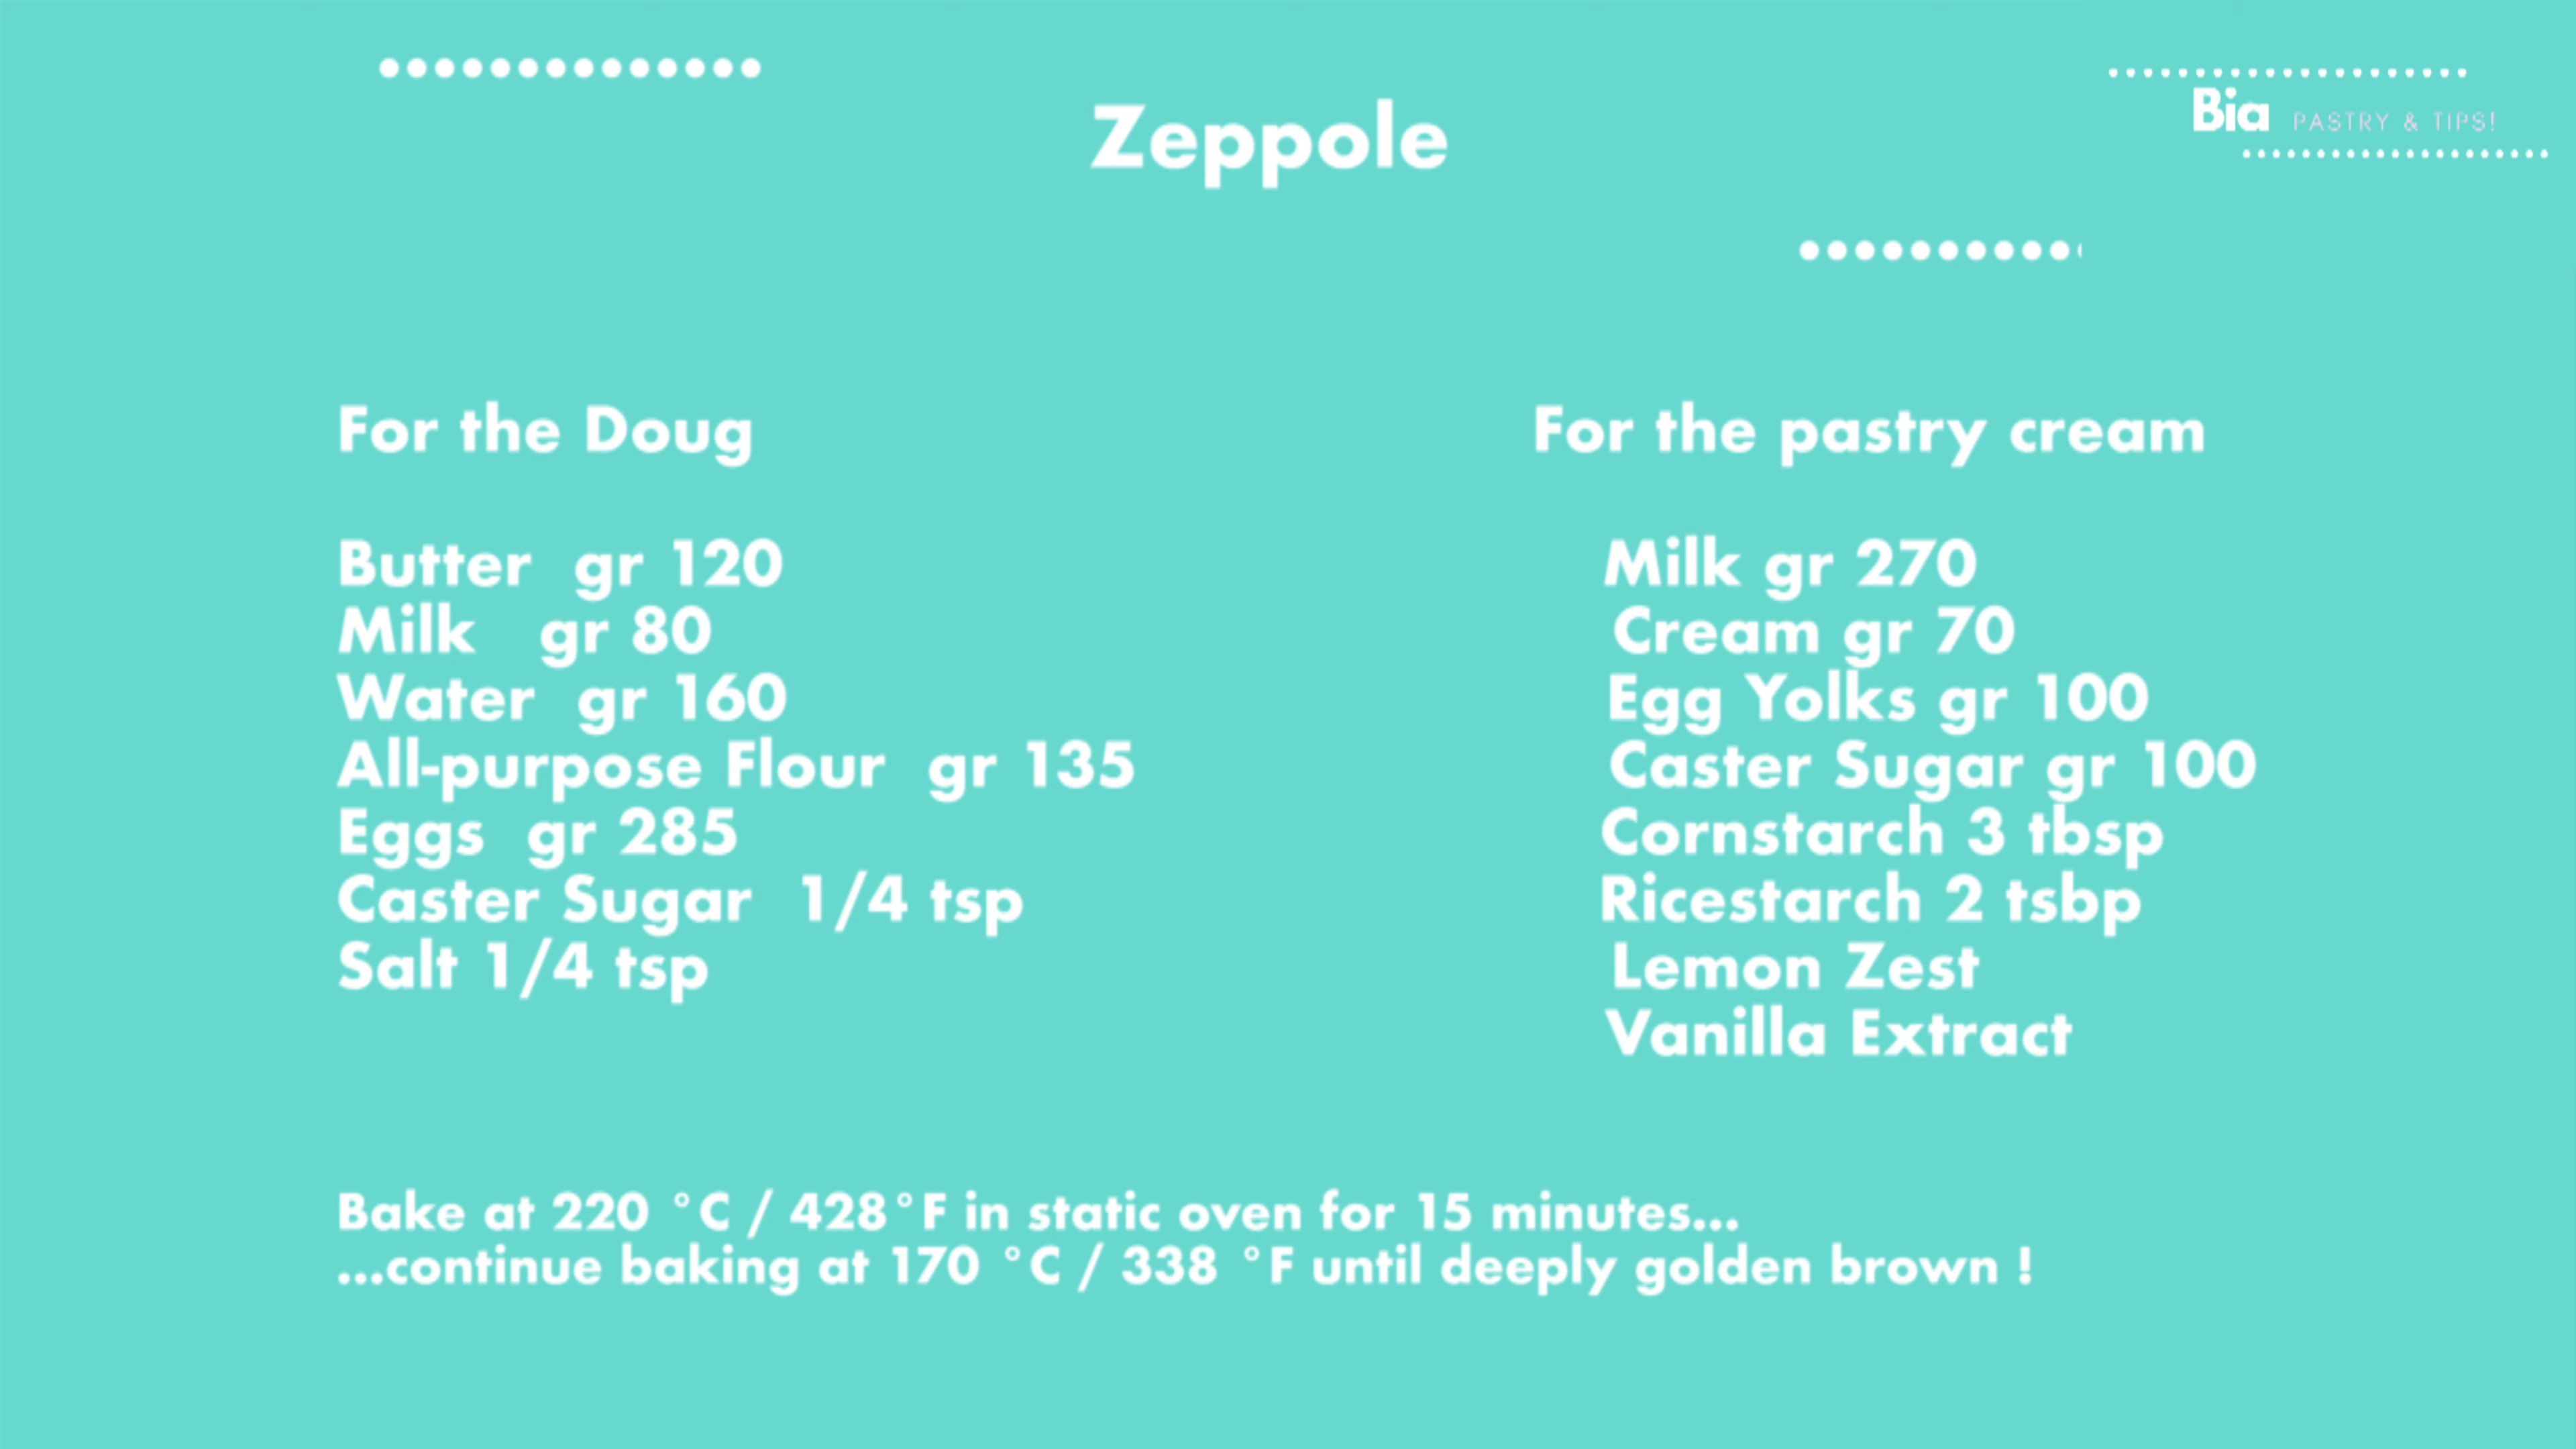 Zeppole
Bia PASTRY & TIPS!
For the Doug
Butter gr 120
Milk gr 80
Water gr 160
All-purpose Flour gr 135
Eggs gr 285
Caster Sugar 1/4 tsp
Salt 1/4 tsp
For the pastry cream
Milk gr 270
Cream gr 70
Egg Yolks gr 100
Caster Sugar gr 100
Cornstarch 3 tbsp
Ricestarch 2 tsbp
Lemon Zest
Vanilla Extract
Bake at 220 °C / 428°F in static oven for 15 minutes...
...continue baking at 170 °C / 338 °F until deeply golden brown !